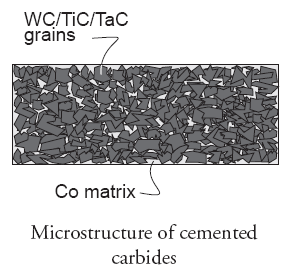 WC/TiC/TaC
grains
Co matrix
Microstructure of cemented
carbides